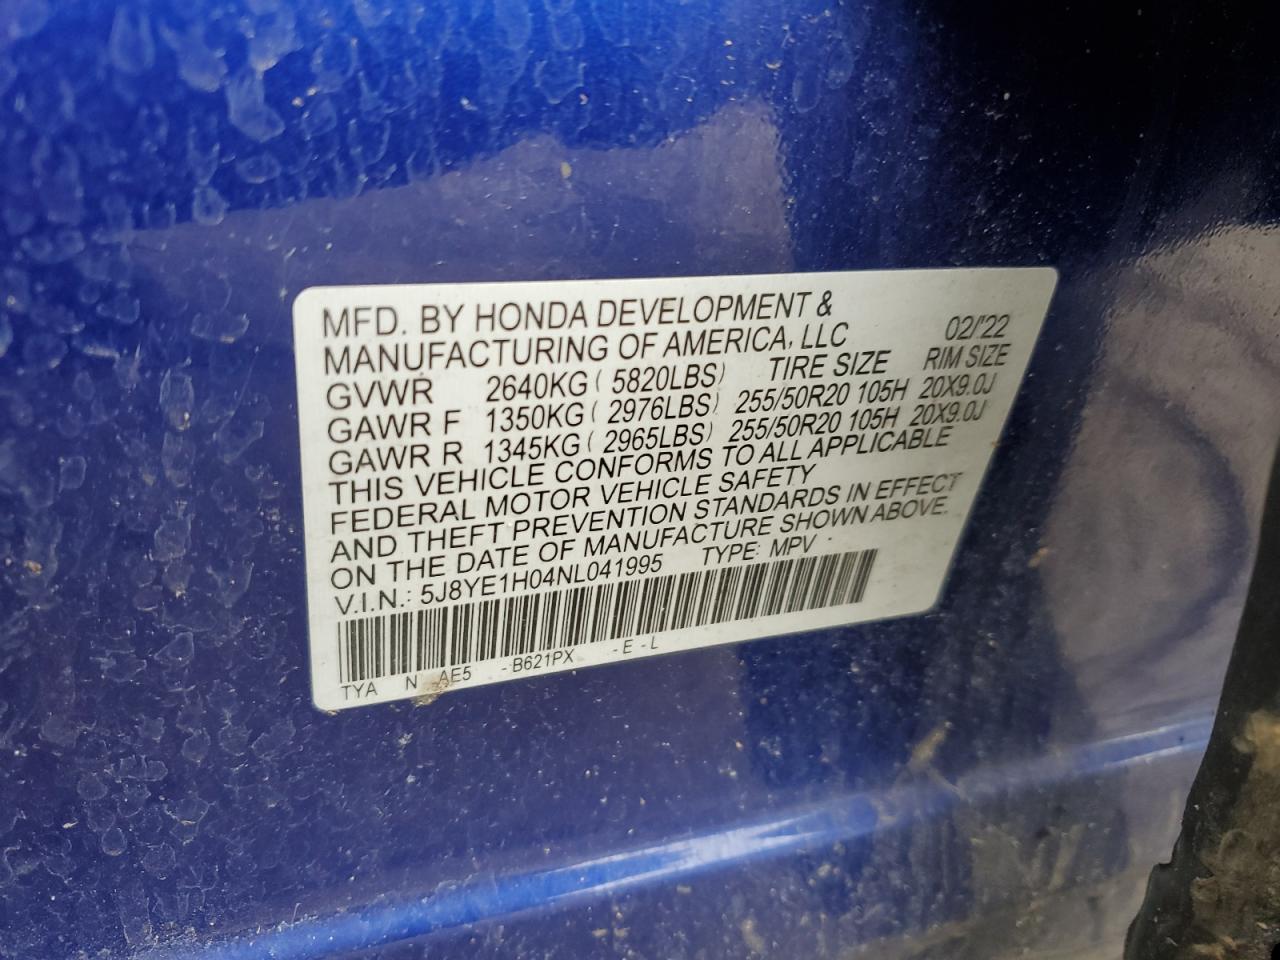 MFD. BY HONDA DEVELOPMENT &
MANUFACTURING OF AMERICA, LLC 02/'22
GVWR 2640KG ( 5820LBS) TIRE SIZE RIM SIZE
GAWR F 1350KG ( 2976LBS) 255/50R20 105H 20X9.0J
GAWR R 1345KG ( 2965LBS) 255/50R20 105H 20X9.0J
THIS VEHICLE CONFORMS TO ALL APPLICABLE
FEDERAL MOTOR VEHICLE SAFETY
AND THEFT PREVENTION STANDARDS IN EFFECT
ON THE DATE OF MANUFACTURE SHOWN ABOVE.
V.I.N.: 5J8YE1H04NL041995 TYPE: MPV
TYA N AE5 -B621PX -E-L